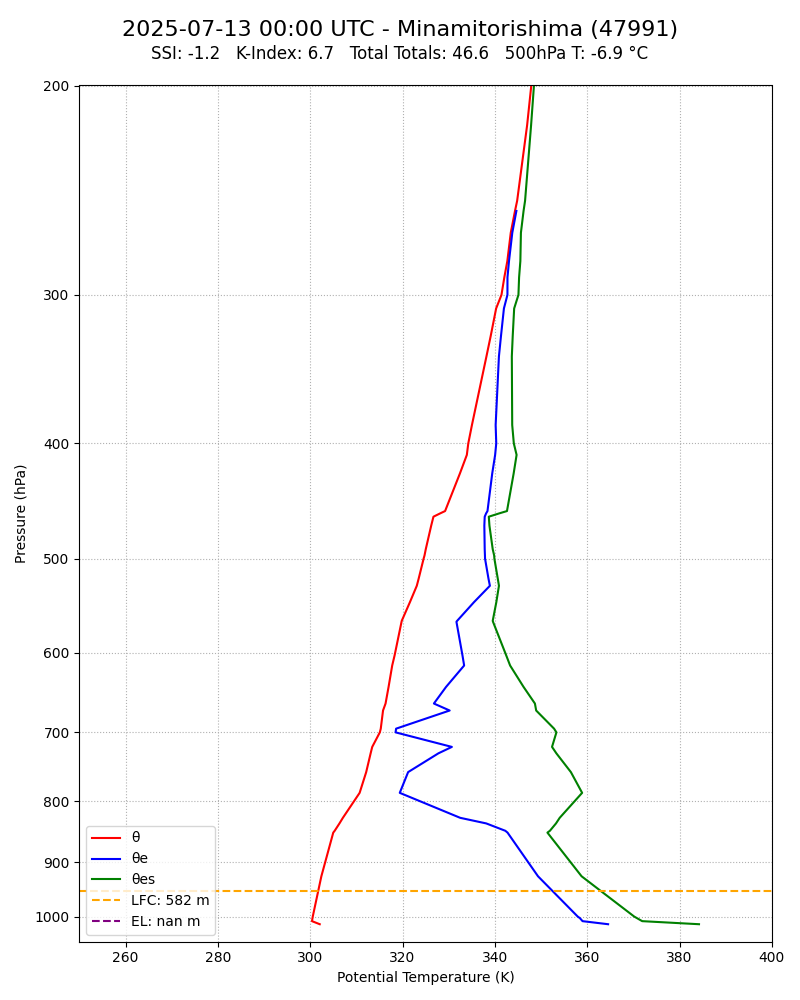 2025-07-13 00:00 UTC - Minamitorishima (47991)
SSI: -1.2   K-Index: 6.7   Total Totals: 46.6   500hPa T: -6.9 °C
200
300
400
500
600
700
800
900
1000
Pressure (hPa)
θ
θe
θes
LFC: 582 m
EL: nan m
260 280 300 320 340 360 380 400
Potential Temperature (K)